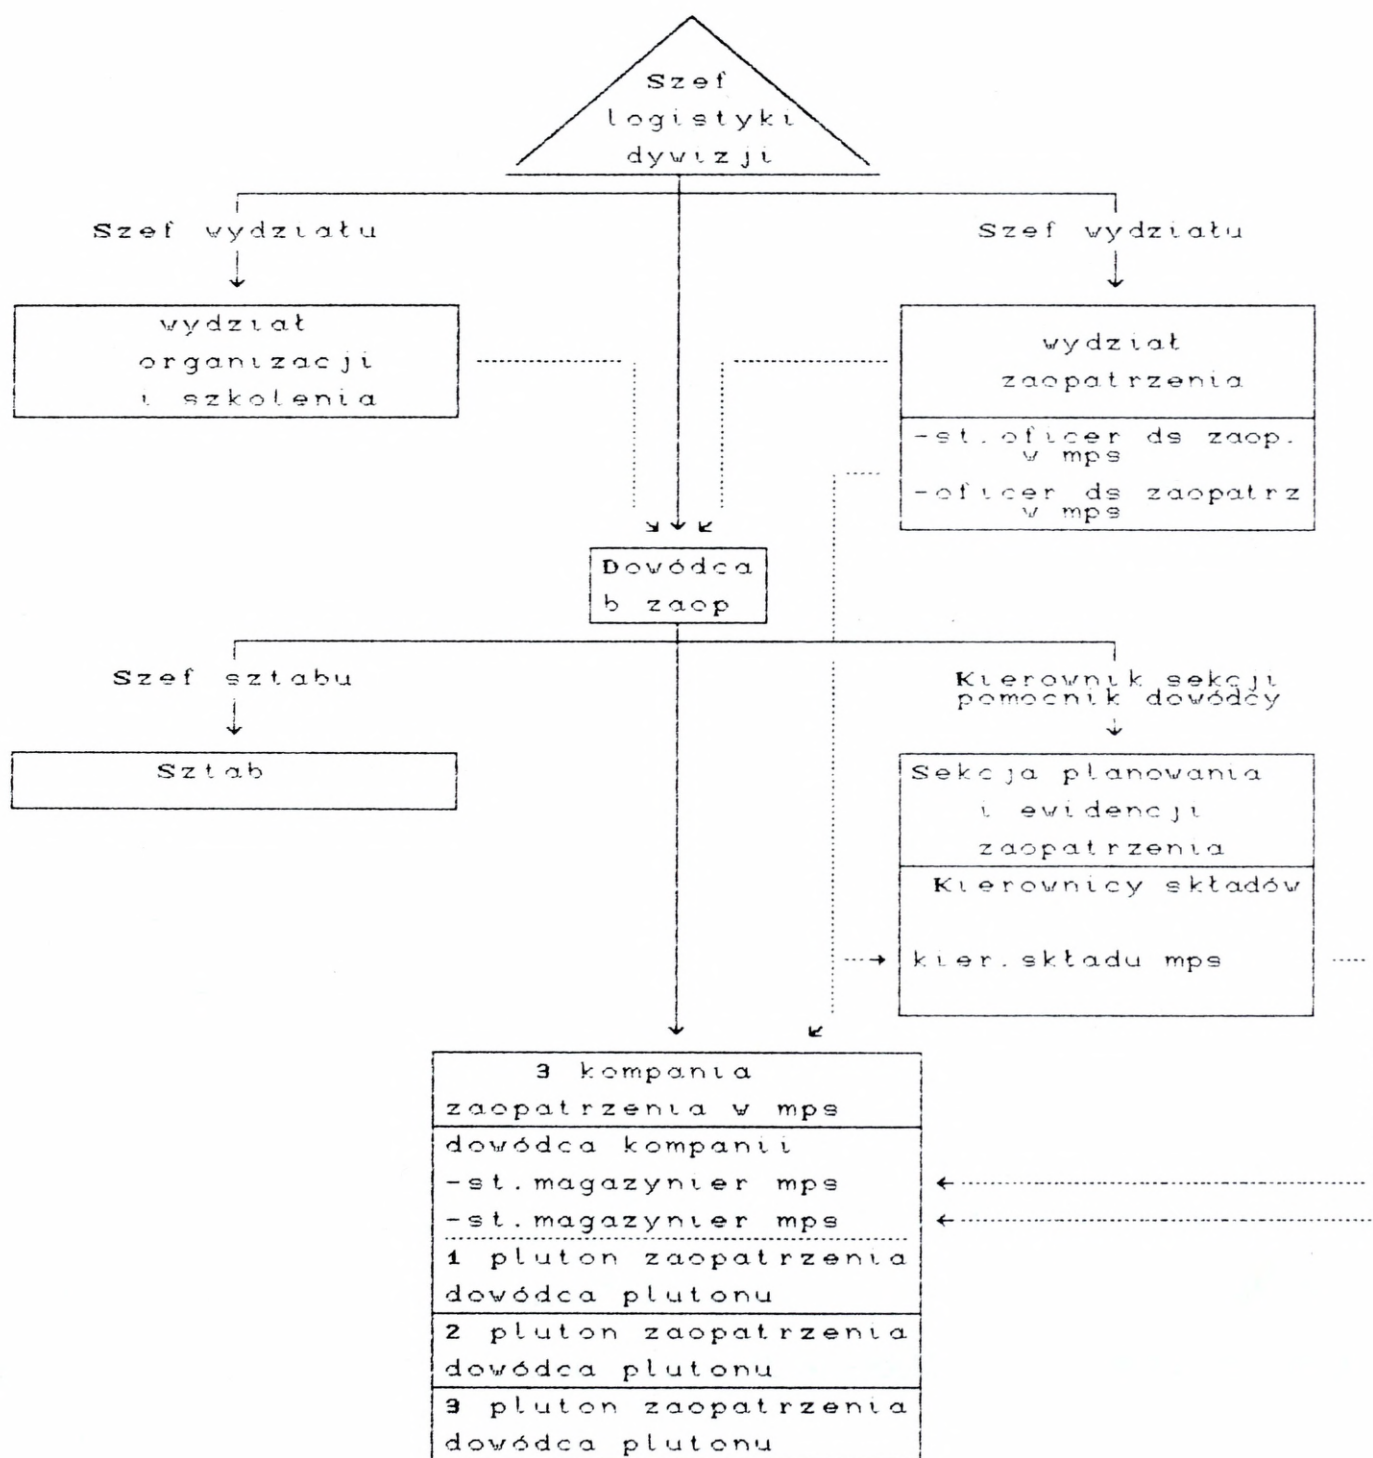 Szef
logistyki
dywizji
Szef wydziału
Szef wydziału
wydział
organizacji
i szkolenia
wydział
zaopatrzenia
-st.oficer ds zaop.
w mps
-oficer ds zaopatrz
w mps
Dowódca
b zaop
Szef sztabu
Kierownik sekcji
pomocnik dowódcy
Sztab
Sekcja planowania
i ewidencji
zaopatrzenia
Kierownicy składów
kier.składu mps
3 kompania
zaopatrzenia w mps
dowódca kompanii
-st.magazynier mps
-st.magazynier mps
1 pluton zaopatrzenia
dowódca plutonu
2 pluton zaopatrzenia
dowódca plutonu
3 pluton zaopatrzenia
dowódca plutonu